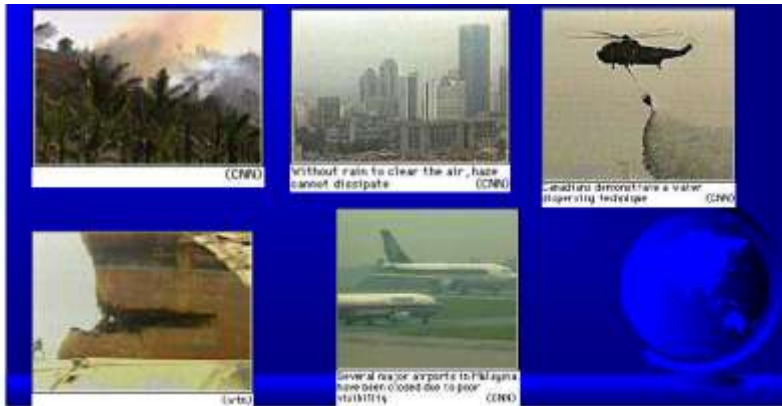 (CNN)
Without rain to clear the air, haze
cannot dissipate (CNN)
Canadians demonstrate a water
dispersing technique (CNN)
(wtn)
Several major airports in Malaysia
have been closed due to poor
visibility (CNN)